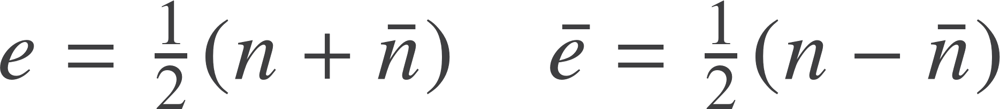 e = 1/2 (n + n̄)    ē = 1/2 (n − n̄)